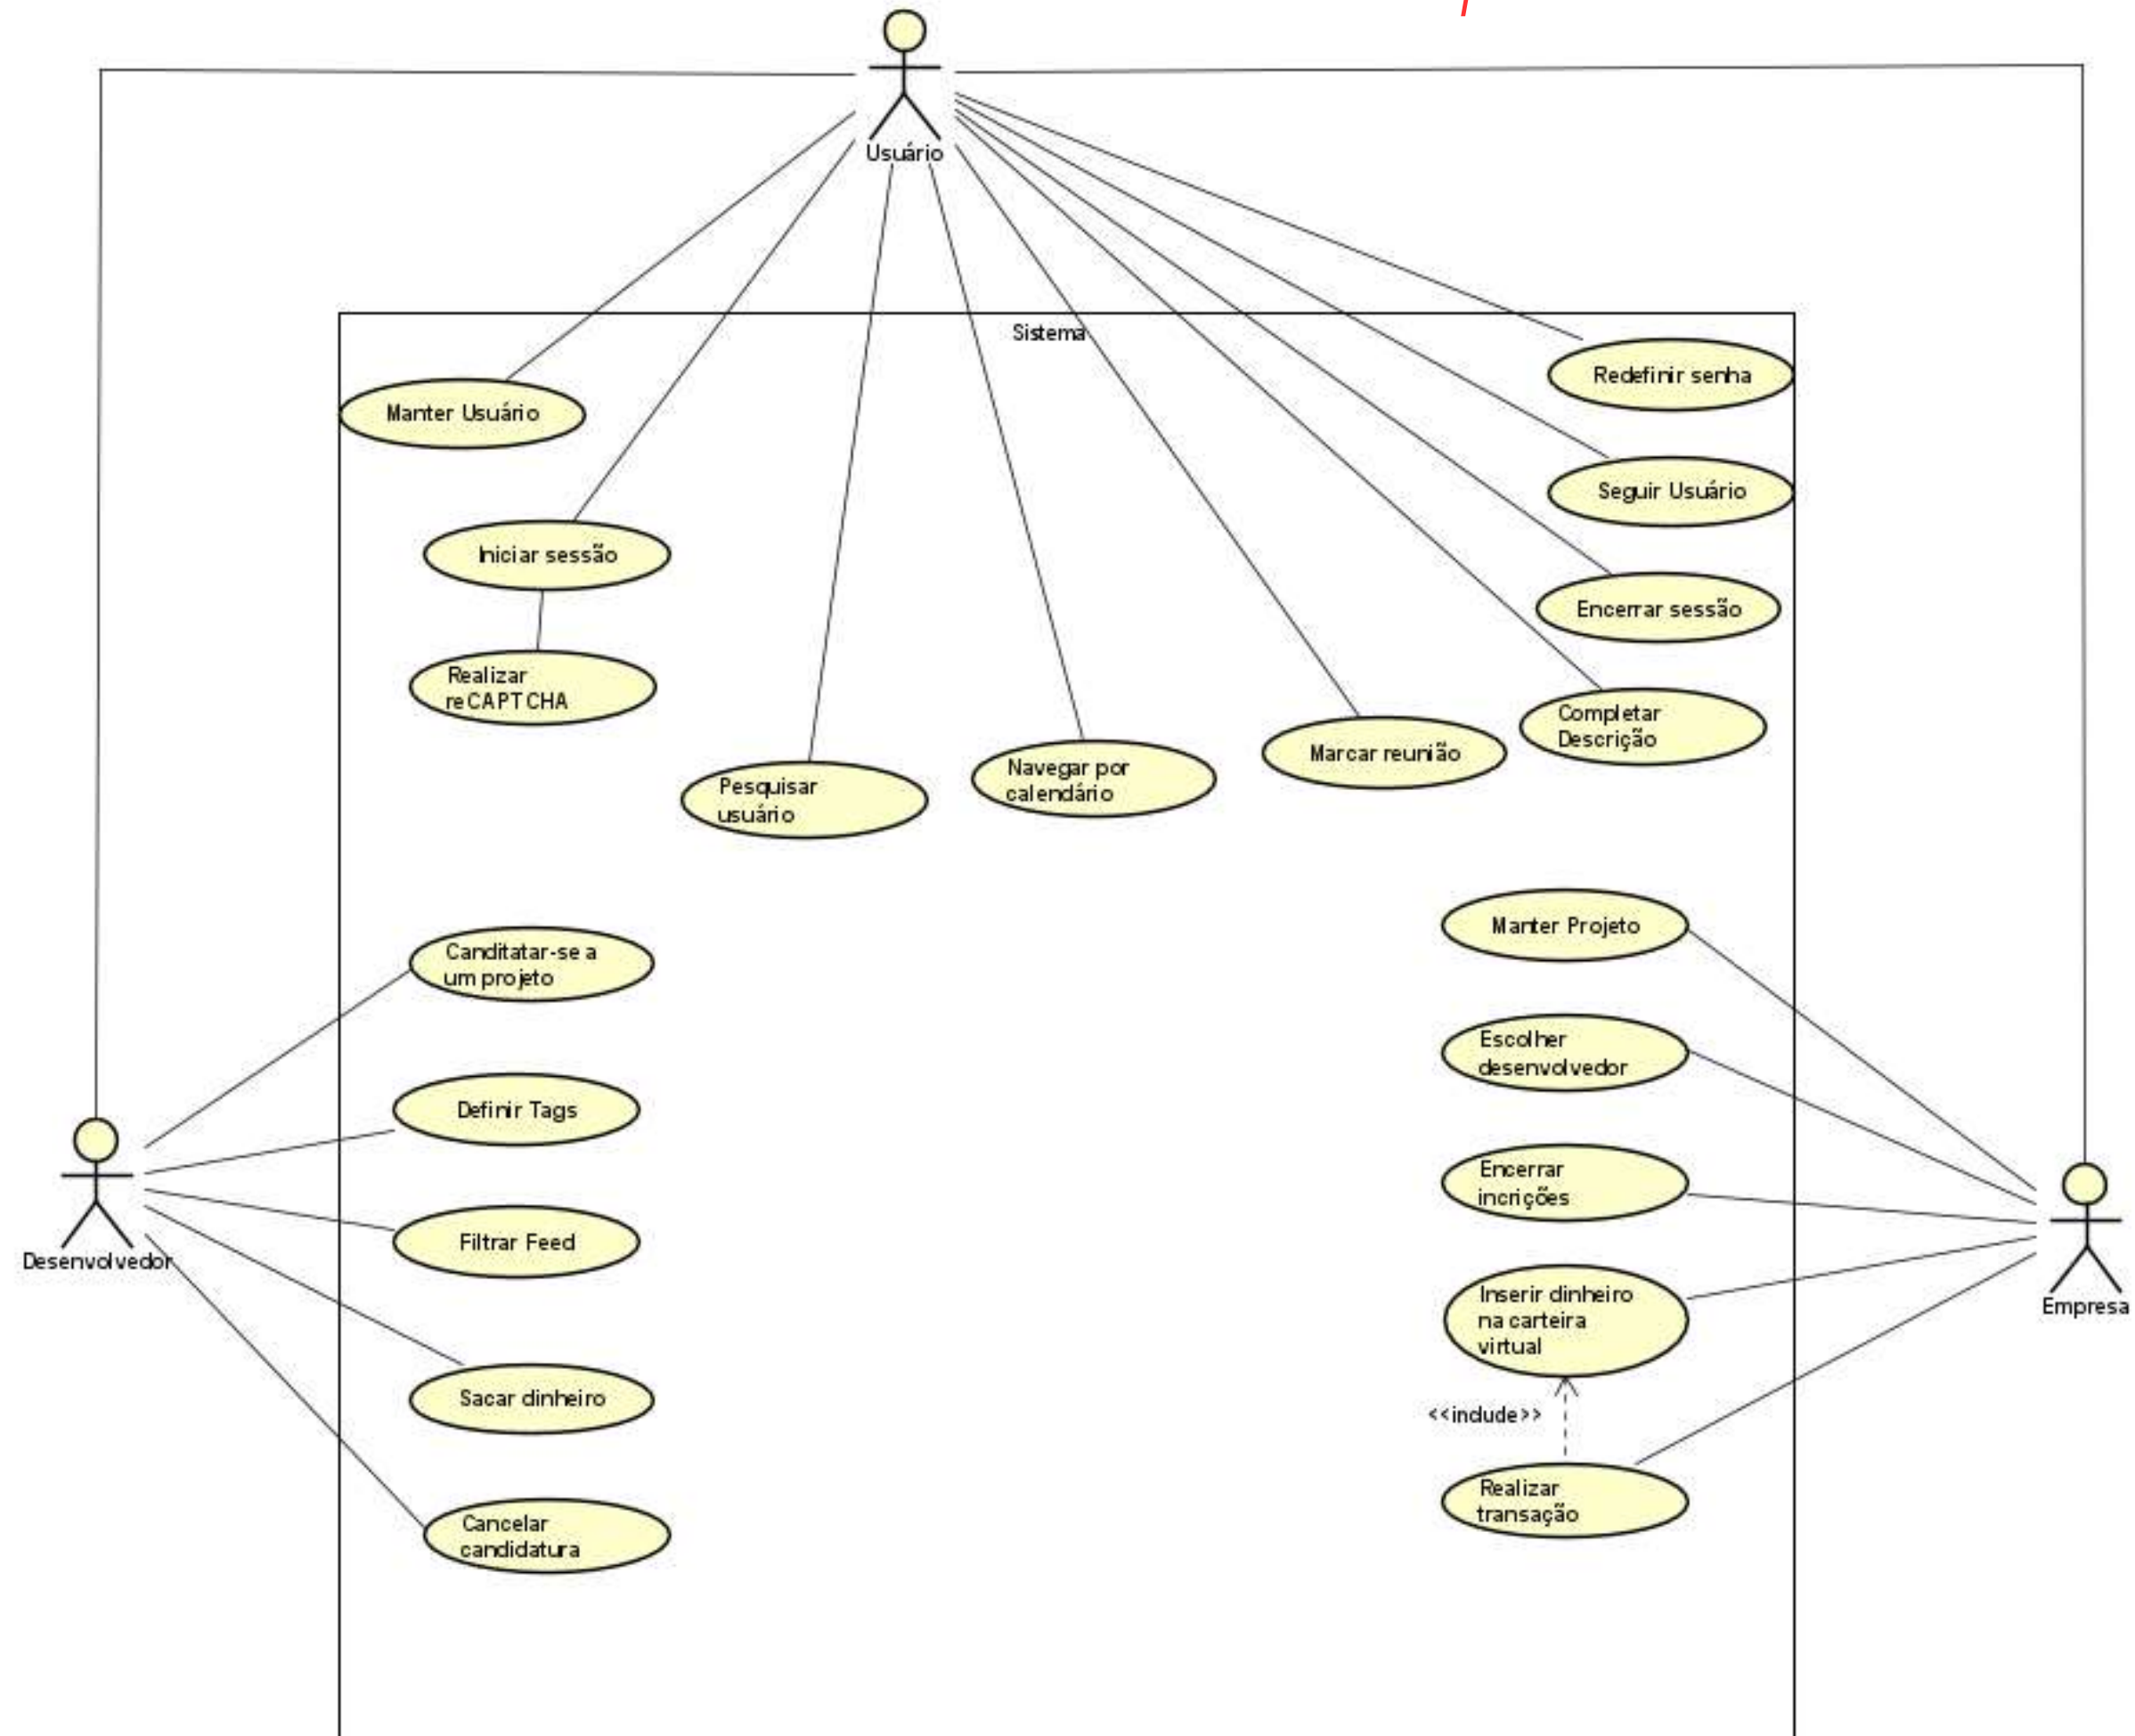 Usuário
Sistema
Manter Usuário
Redefinir senha
Seguir Usuário
Iniciar sessão
Encerrar sessão
Realizar
reCAPTCHA
Completar
Descrição
Marcar reunião
Navegar por
calendário
Pesquisar
usuário
Canditatar-se a
um projeto
Definir Tags
Filtrar Feed
Sacar dinheiro
Cancelar
candidatura
Desenvolvedor
Manter Projeto
Escolher
desenvolvedor
Encerrar
incrições
Inserir dinheiro
na carteira
virtual
<<include>>
Realizar
transação
Empresa